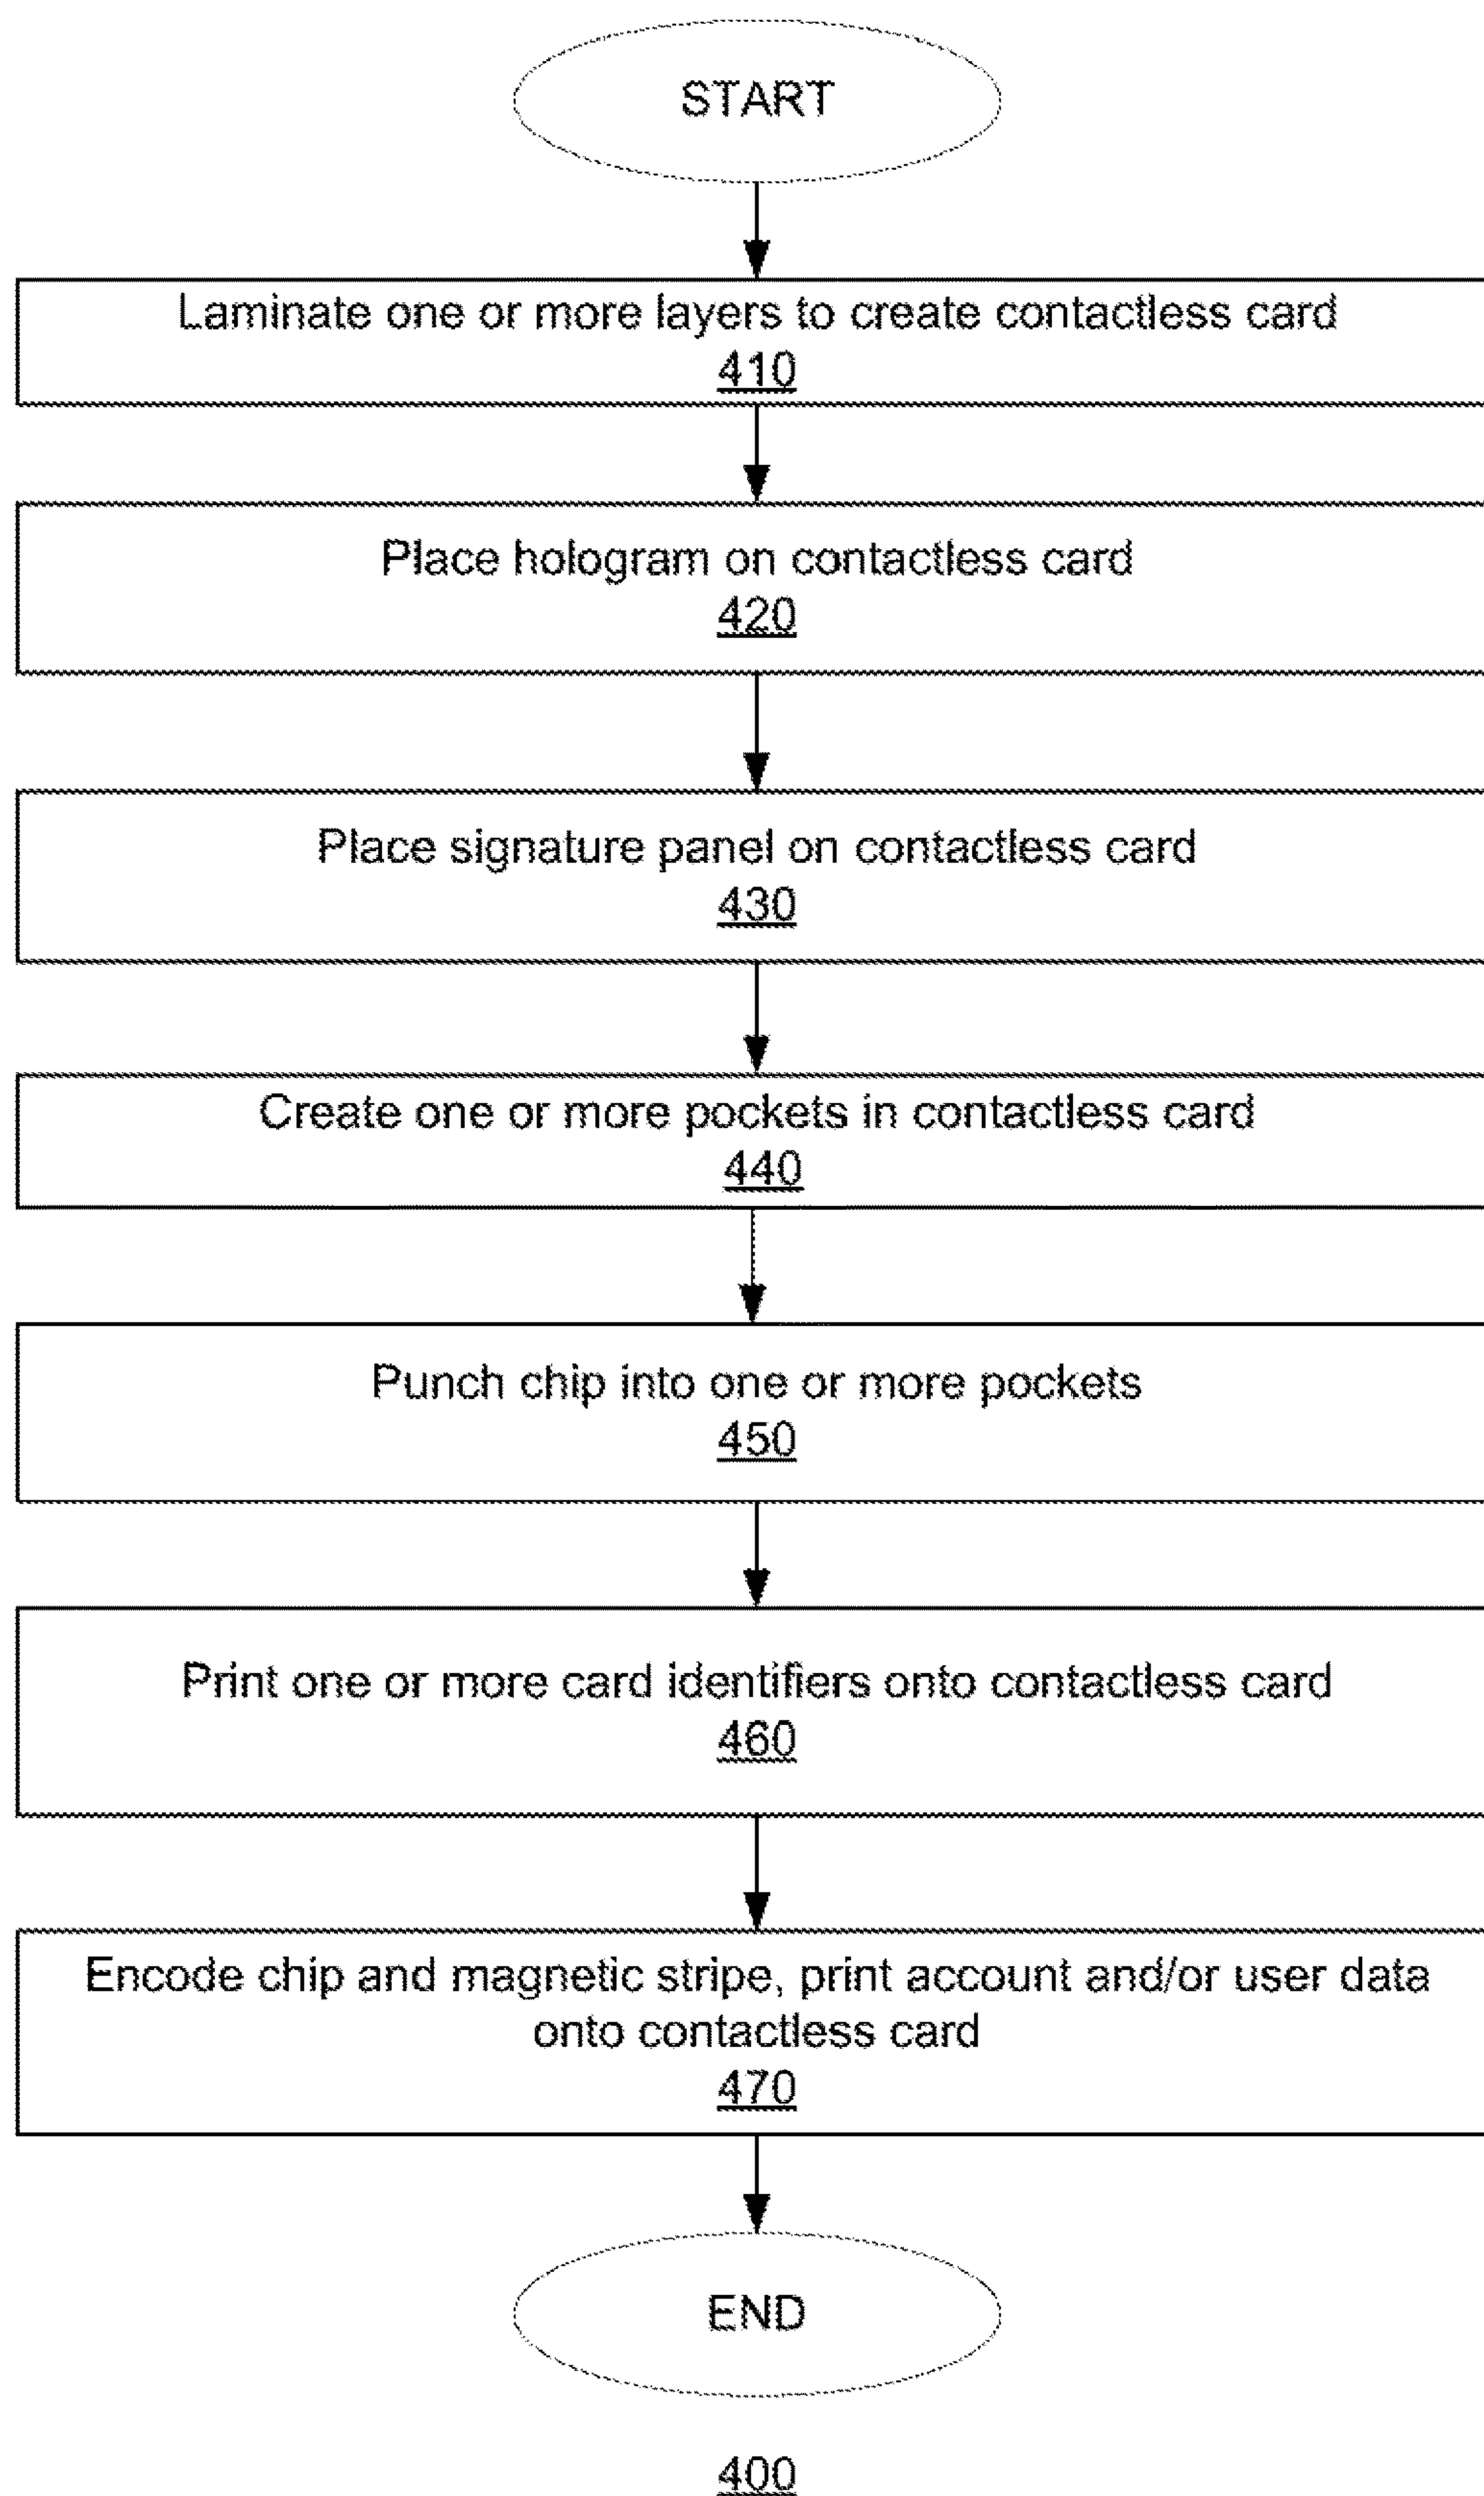 START
Laminate one or more layers to create contactless card
410
Place hologram on contactless card
420
Place signature panel on contactless card
430
Create one or more pockets in contactless card
440
Punch chip into one or more pockets
450
Print one or more card identifiers onto contactless card
460
Encode chip and magnetic stripe, print account and/or user data
onto contactless card
470
END
400